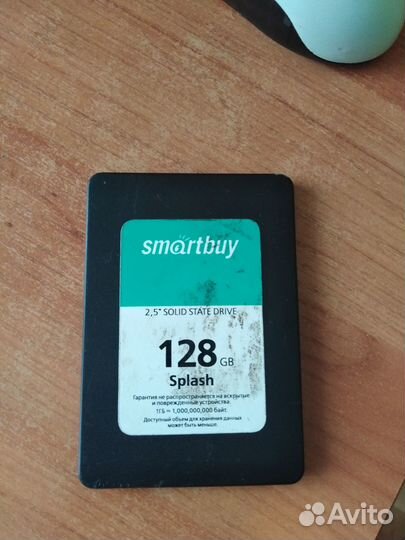 smartbuy
2,5" SOLID STATE DRIVE
128 GB
Splash
Гарантия не распространяется на вскрытые
и поврежденные устройства.
1ГБ = 1,000,000,000 байт.
Доступный объем для хранения данных
может быть меньше.
Avito